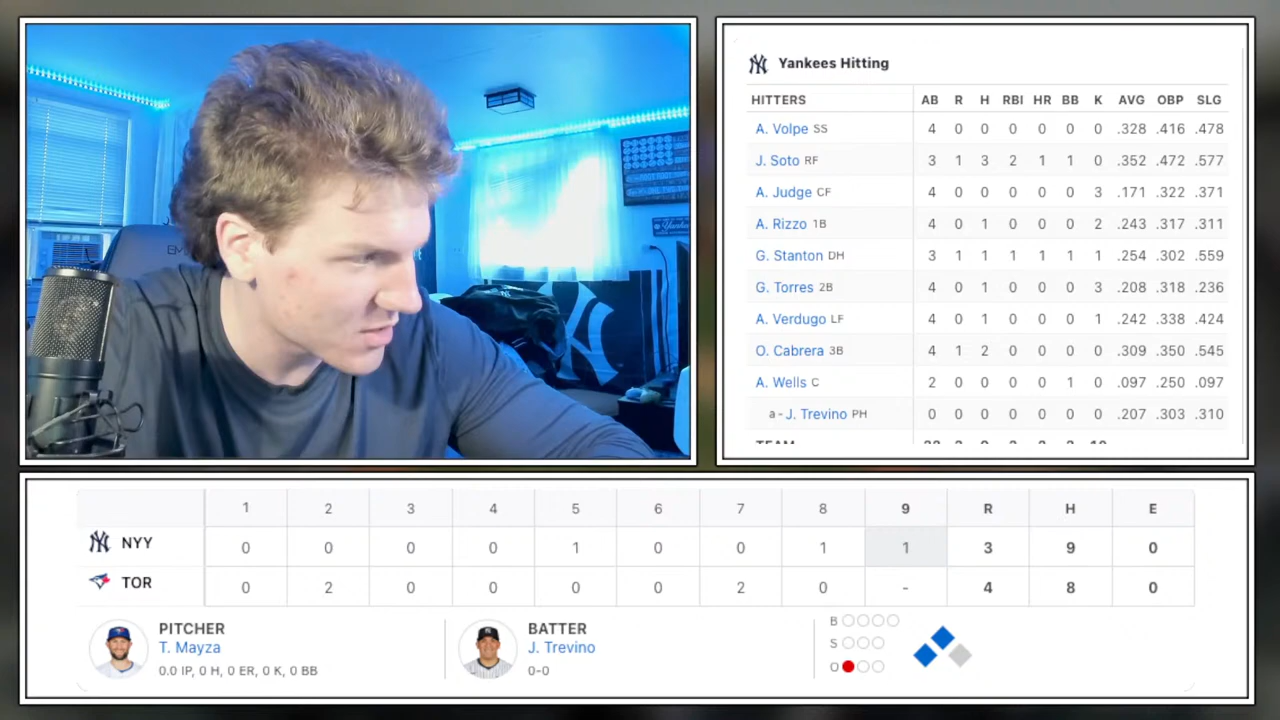 EM
Yankees
Yankees Hitting
HITTERS AB R H RBI HR BB K AVG OBP SLG
A. Volpe SS 4 0 0 0 0 0 0 .328 .416 .478
J. Soto RF 3 1 3 2 1 1 0 .352 .472 .577
A. Judge CF 4 0 0 0 0 0 3 .171 .322 .371
A. Rizzo 1B 4 0 1 0 0 0 2 .243 .317 .311
G. Stanton DH 3 1 1 1 1 1 1 .254 .302 .559
G. Torres 2B 4 0 1 0 0 0 3 .208 .318 .236
A. Verdugo LF 4 0 1 0 0 0 1 .242 .338 .424
O. Cabrera 3B 4 1 2 0 0 0 0 .309 .350 .545
A. Wells C 2 0 0 0 0 1 0 .097 .250 .097
a - J. Trevino PH 0 0 0 0 0 0 0 .207 .303 .310
TEAM
1 2 3 4 5 6 7 8 9 R H E
NYY 0 0 0 0 1 0 0 1 1 3 9 0
TOR 0 2 0 0 0 0 2 0 - 4 8 0
PITCHER
T. Mayza
0.0 IP, 0 H, 0 ER, 0 K, 0 BB
BATTER
J. Trevino
0-0
B
S
O